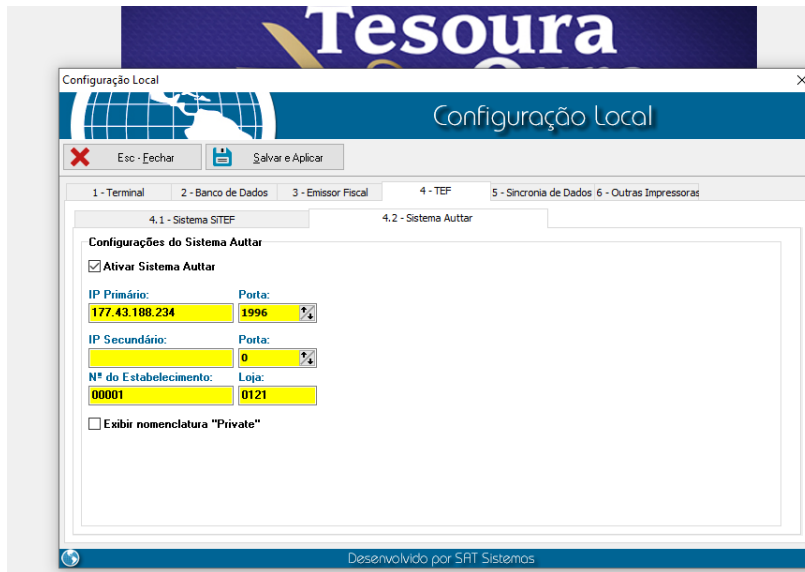 Tesoura
Configuração Local
Configuração Local
Esc - Fechar
Salvar e Aplicar
1 - Terminal
2 - Banco de Dados
3 - Emissor Fiscal
4 - TEF
5 - Sincronia de Dados
6 - Outras Impressoras
4.1 - Sistema SiTEF
4.2 - Sistema Auttar
Configurações do Sistema Auttar
Ativar Sistema Auttar
IP Primário: Porta:
177.43.188.234 1996
IP Secundário: Porta:
0
Nº do Estabelecimento: Loja:
00001 0121
Exibir nomenclatura "Private"
Desenvolvido por SAT Sistemas